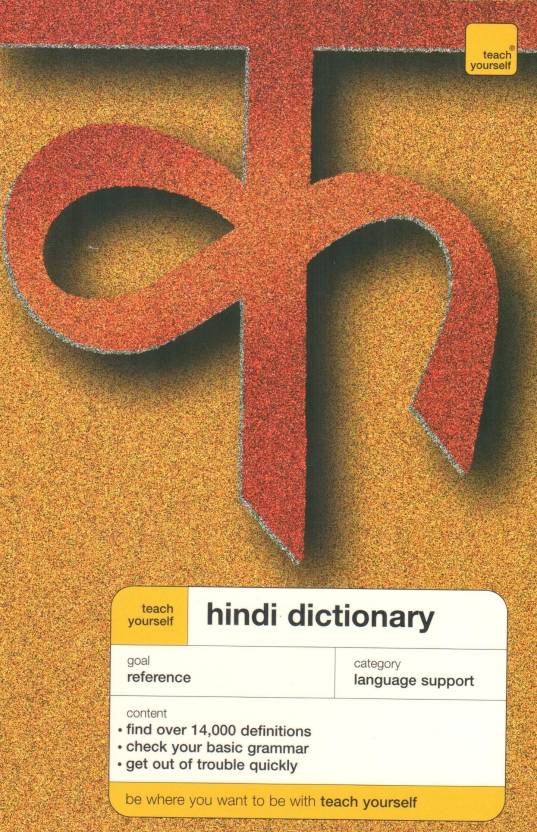 क
teach®
yourself
teach
yourself
hindi dictionary
goal
reference
category
language support
content
• find over 14,000 definitions
• check your basic grammar
• get out of trouble quickly
be where you want to be with teach yourself